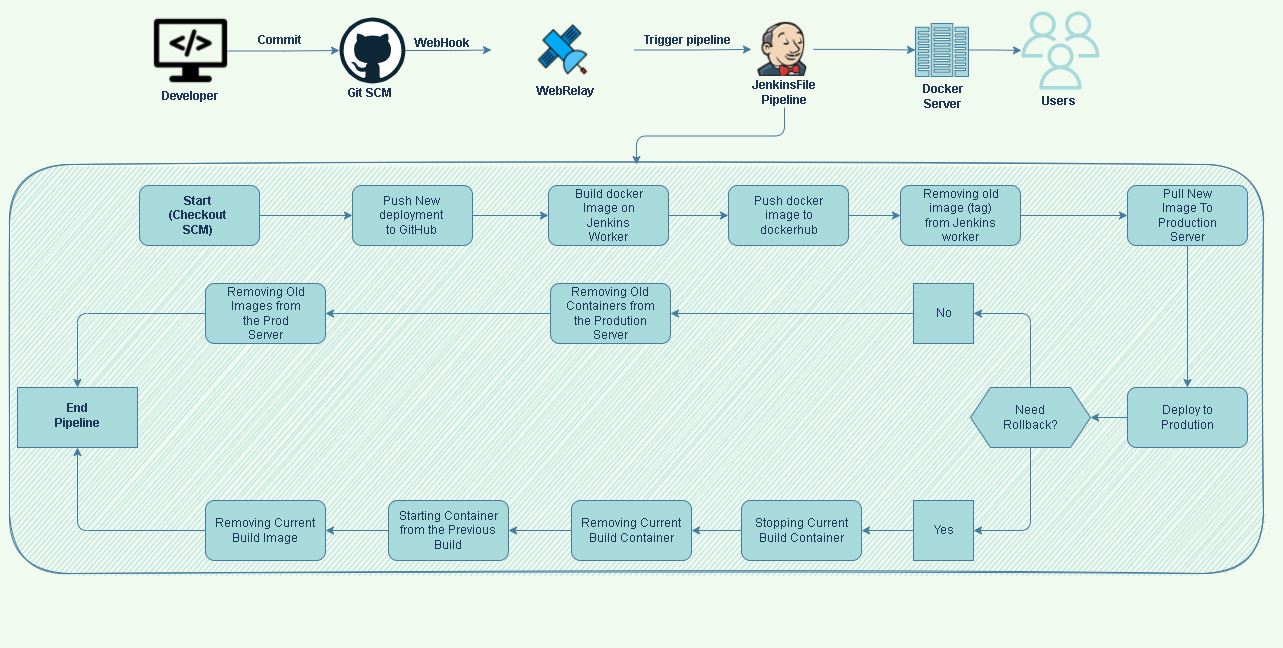 Commit
WebHook
Trigger pipeline
Developer
Git SCM
WebRelay
JenkinsFile
Pipeline
Docker
Server
Users
Start
(Checkout
SCM)
Push New
deployment
to GitHub
Build docker
Image on
Jenkins
Worker
Push docker
image to
dockerhub
Removing old
image (tag)
from Jenkins
worker
Pull New
Image To
Production
Server
Removing Old
Images from
the Prod
Server
Removing Old
Containers from
the Prodution
Server
No
End
Pipeline
Need
Rollback?
Deploy to
Prodution
Removing Current
Build Image
Starting Container
from the Previous
Build
Removing Current
Build Container
Stopping Current
Build Container
Yes